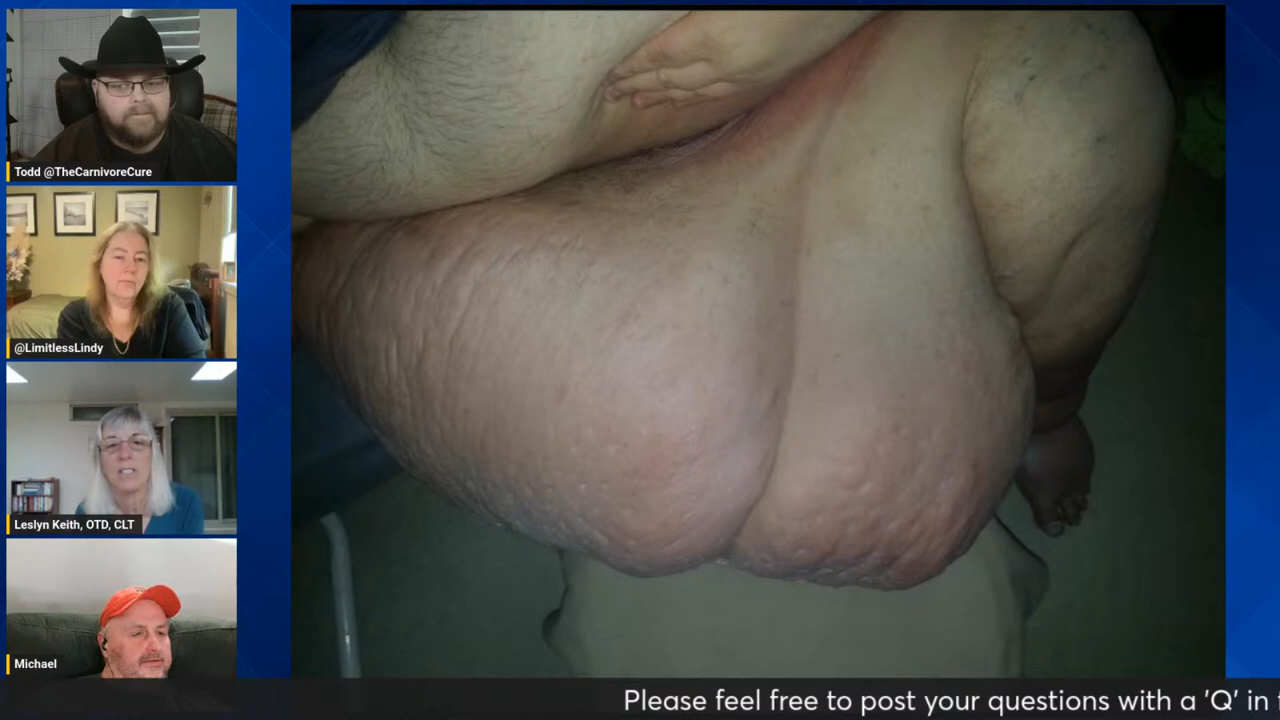 Todd @TheCarnivoreCure
@LimitlessLindy
Leslyn Keith, OTD, CLT
Michael
Please feel free to post your questions with a 'Q' in